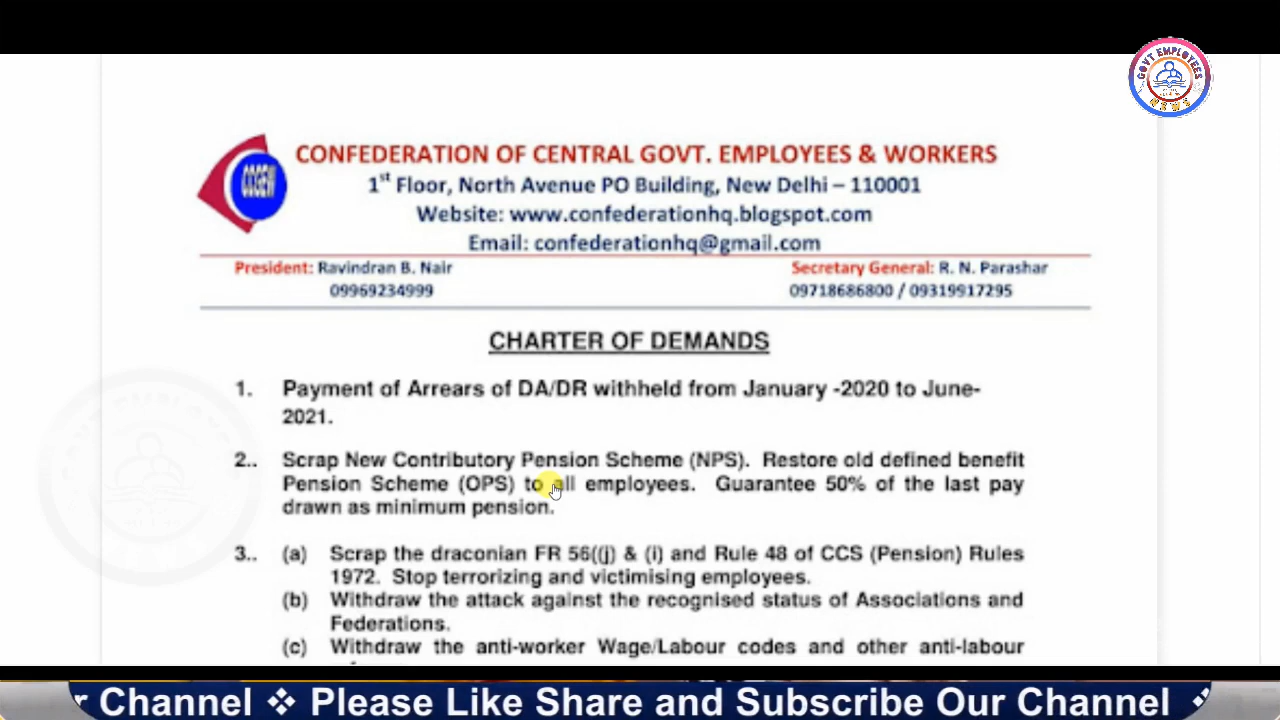 GOVT EMPLOYEES
NEWS
CCGEW
CONFEDERATION OF CENTRAL GOVT. EMPLOYEES & WORKERS
1st Floor, North Avenue PO Building, New Delhi – 110001
Website: www.confederationhq.blogspot.com
Email: confederationhq@gmail.com
President: Ravindran B. Nair
09969234999
Secretary General: R. N. Parashar
09718686800 / 09319917295
CHARTER OF DEMANDS
1. Payment of Arrears of DA/DR withheld from January -2020 to June-
2021.
2.. Scrap New Contributory Pension Scheme (NPS). Restore old defined benefit
Pension Scheme (OPS) to all employees. Guarantee 50% of the last pay
drawn as minimum pension.
3.. (a) Scrap the draconian FR 56((j) & (i) and Rule 48 of CCS (Pension) Rules
1972. Stop terrorizing and victimising employees.
(b) Withdraw the attack against the recognised status of Associations and
Federations.
(c) Withdraw the anti-worker Wage/Labour codes and other anti-labour
r Channel ❖ Please Like Share and Subscribe Our Channel